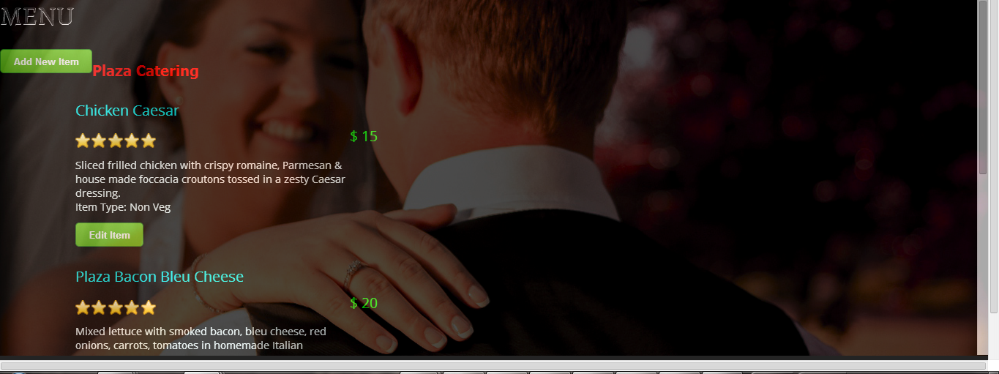 MENU
Add New Item
Plaza Catering
Chicken Caesar
$ 15
Sliced frilled chicken with crispy romaine, Parmesan &
house made foccacia croutons tossed in a zesty Caesar
dressing.
Item Type: Non Veg
Edit Item
Plaza Bacon Bleu Cheese
$ 20
Mixed lettuce with smoked bacon, bleu cheese, red
onions, carrots, tomatoes in homemade Italian